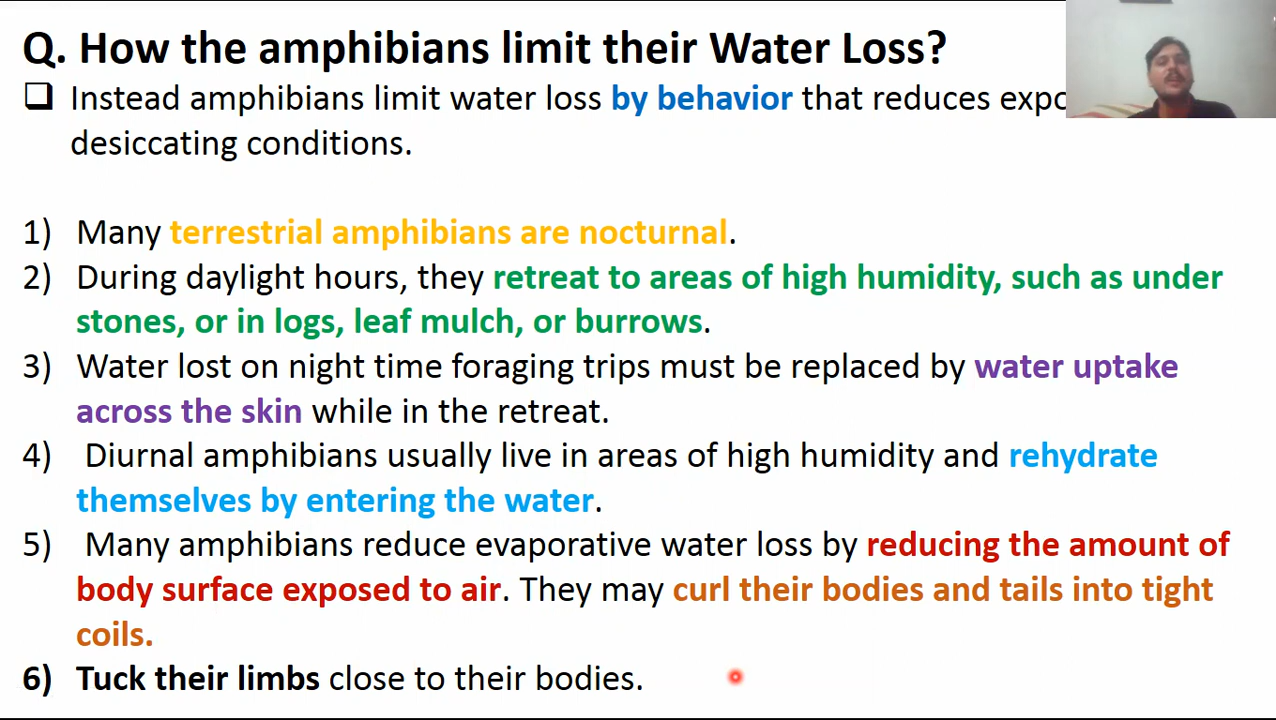 Q. How the amphibians limit their Water Loss?
❑ Instead amphibians limit water loss by behavior that reduces
desiccating conditions.
1) Many terrestrial amphibians are nocturnal.
2) During daylight hours, they retreat to areas of high humidity, such as under
stones, or in logs, leaf mulch, or burrows.
3) Water lost on night time foraging trips must be replaced by water uptake
across the skin while in the retreat.
4) Diurnal amphibians usually live in areas of high humidity and rehydrate
themselves by entering the water.
5) Many amphibians reduce evaporative water loss by reducing the amount of
body surface exposed to air. They may curl their bodies and tails into tight
coils.
6) Tuck their limbs close to their bodies.